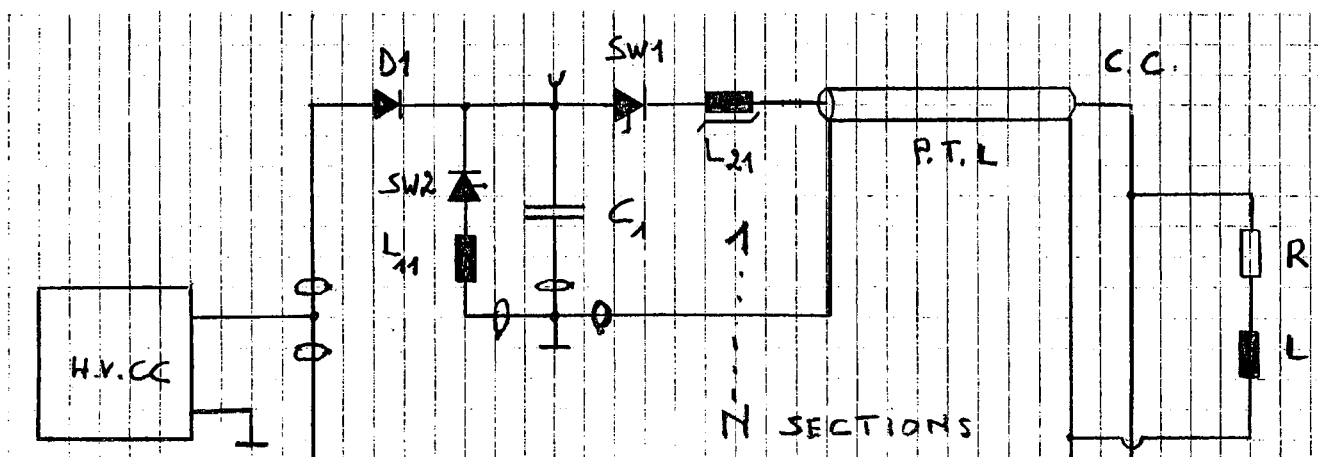 D1
SW1
C.C.
L21
P.T.L
SW2
C1
L11
1
R
H.V.CC
L
N SECTIONS